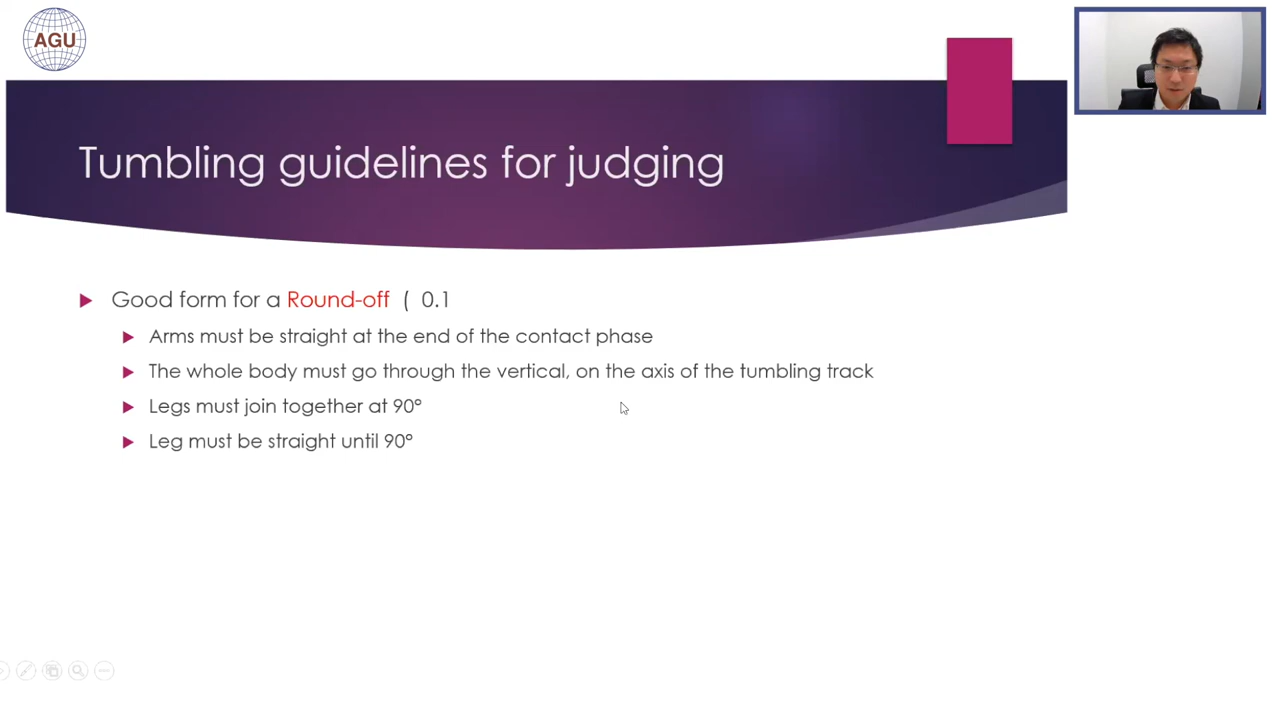 AGU
Tumbling guidelines for judging
Good form for a Round-off ( 0.1
Arms must be straight at the end of the contact phase
The whole body must go through the vertical, on the axis of the tumbling track
Legs must join together at 90°
Leg must be straight until 90°